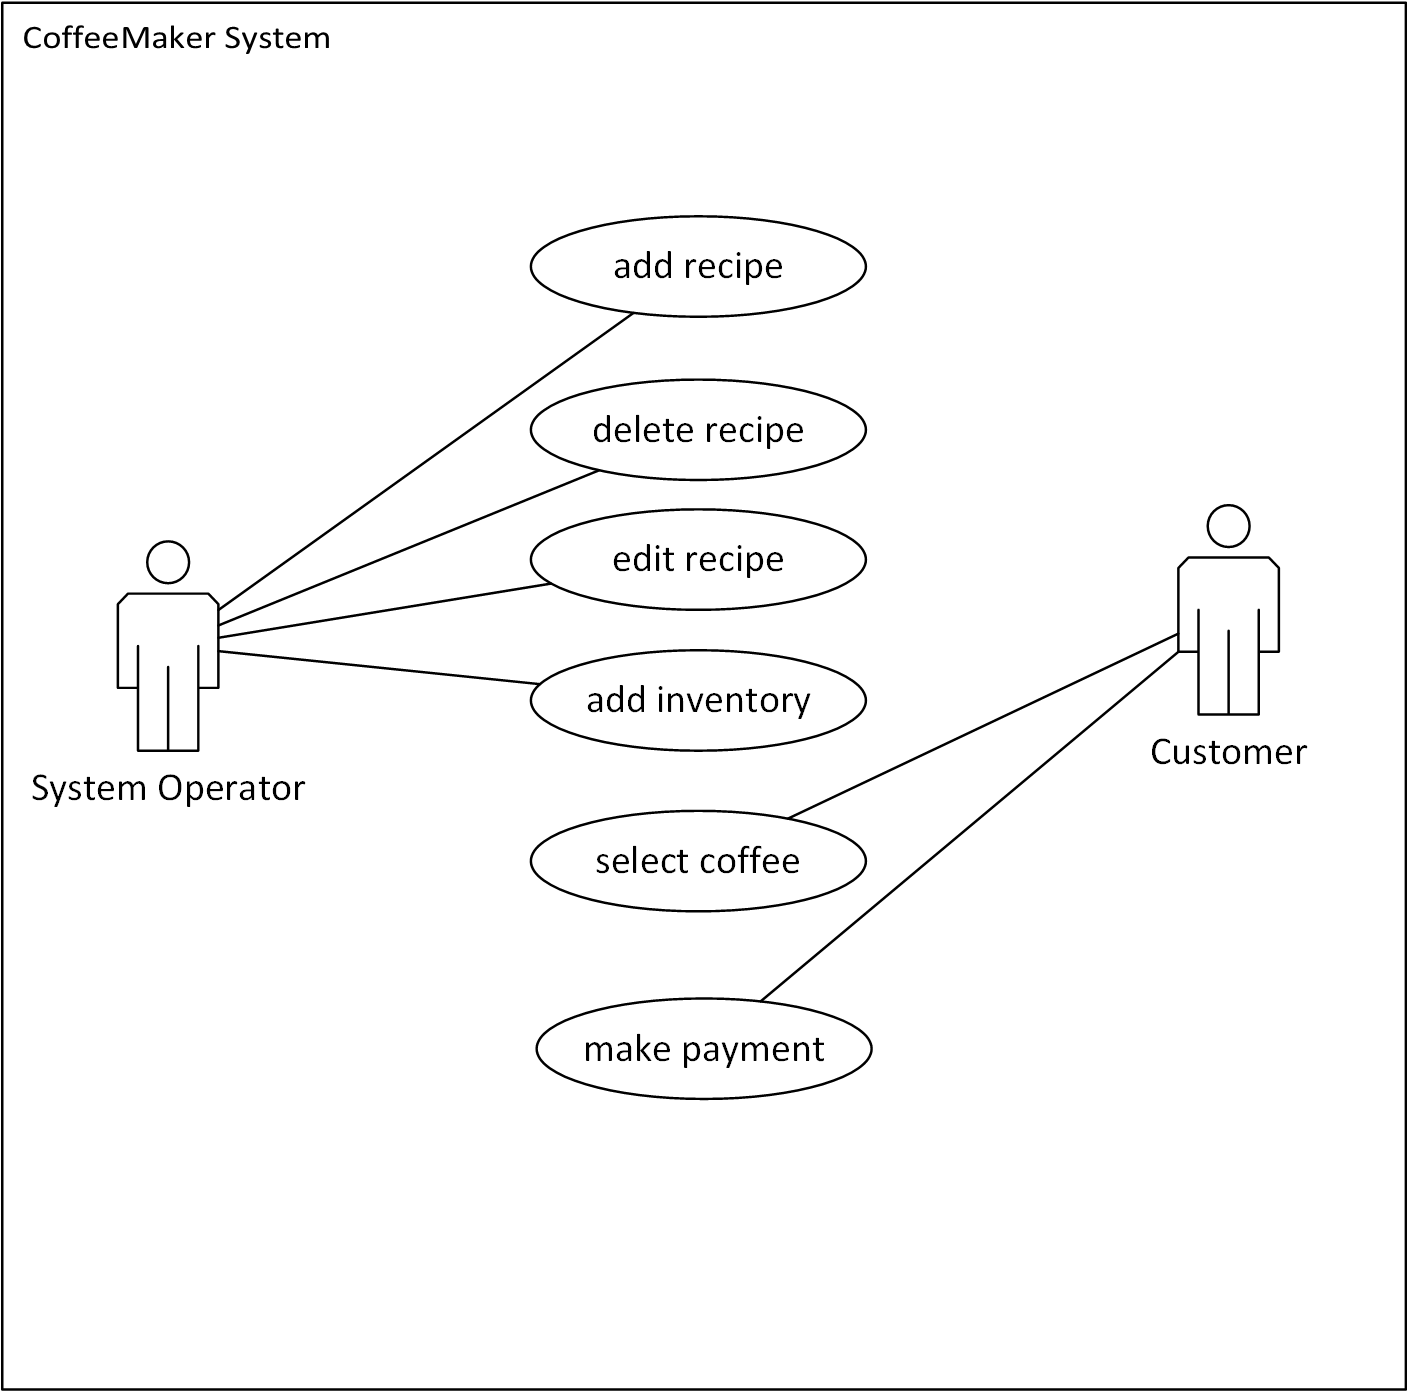 CoffeeMaker System
add recipe
delete recipe
edit recipe
add inventory
System Operator
Customer
select coffee
make payment